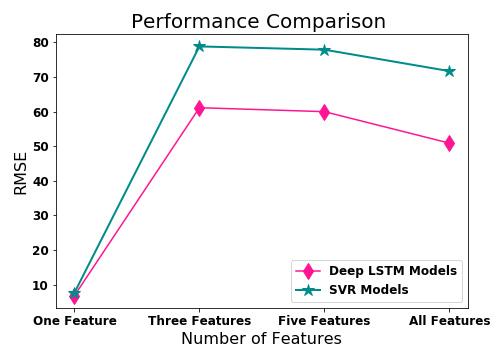 Performance Comparison
80
70
60
50
40
30
20
10
RMSE
Deep LSTM Models
SVR Models
One Feature Three Features Five Features All Features
Number of Features